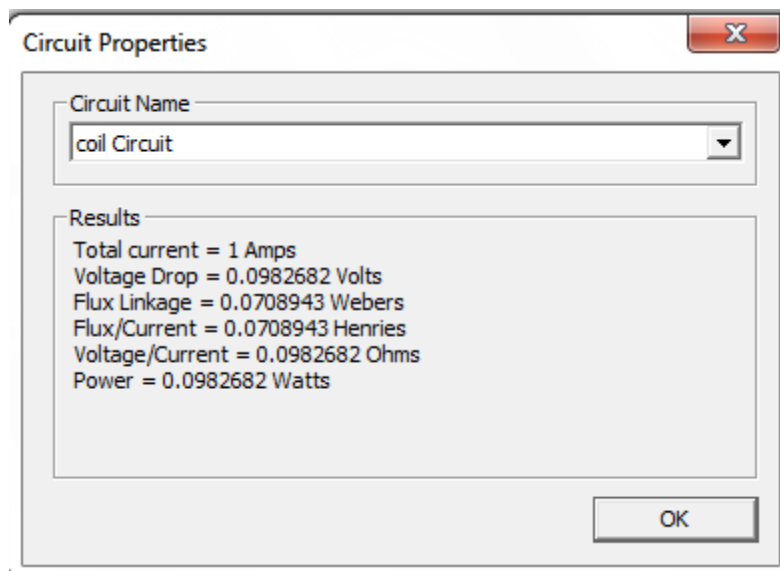 Circuit Properties
Circuit Name
coil Circuit
Results
Total current = 1 Amps
Voltage Drop = 0.0982682 Volts
Flux Linkage = 0.0708943 Webers
Flux/Current = 0.0708943 Henries
Voltage/Current = 0.0982682 Ohms
Power = 0.0982682 Watts
OK